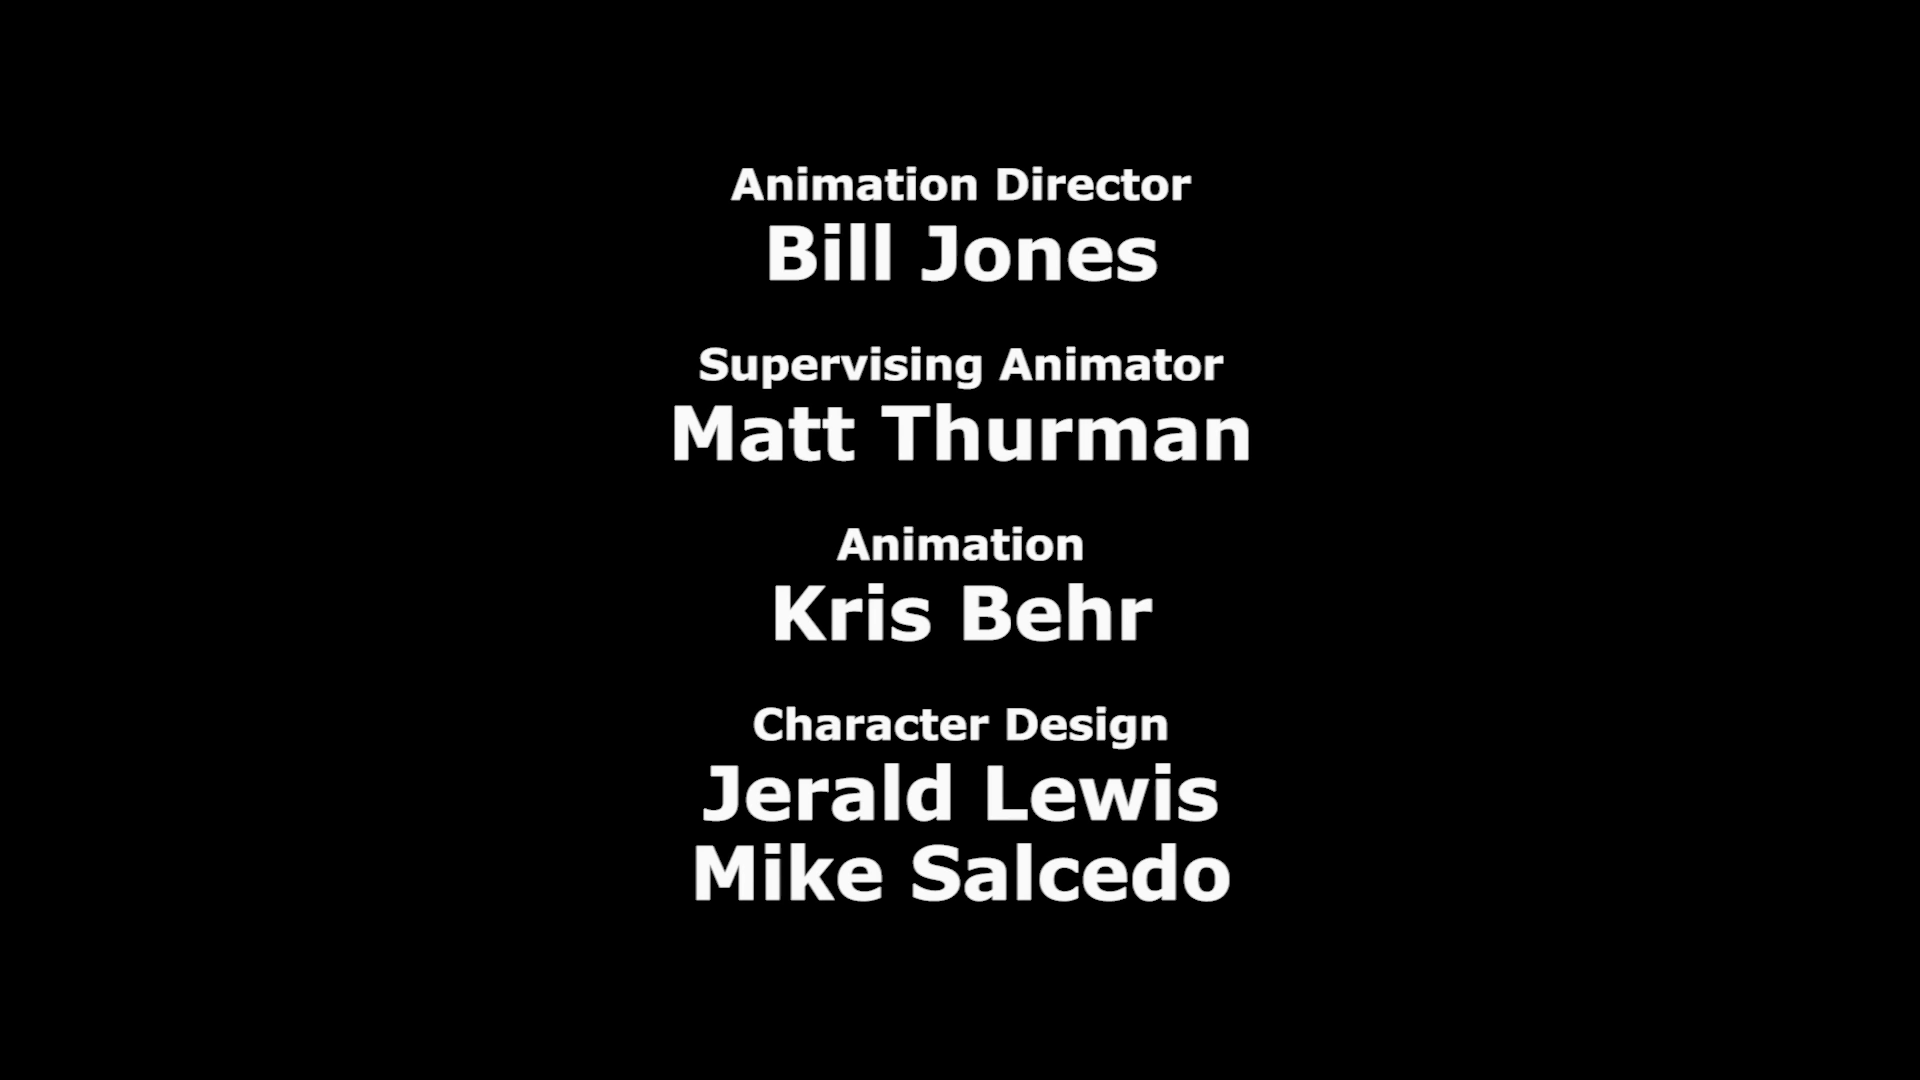 Animation Director
Bill Jones
Supervising Animator
Matt Thurman
Animation
Kris Behr
Character Design
Jerald Lewis
Mike Salcedo